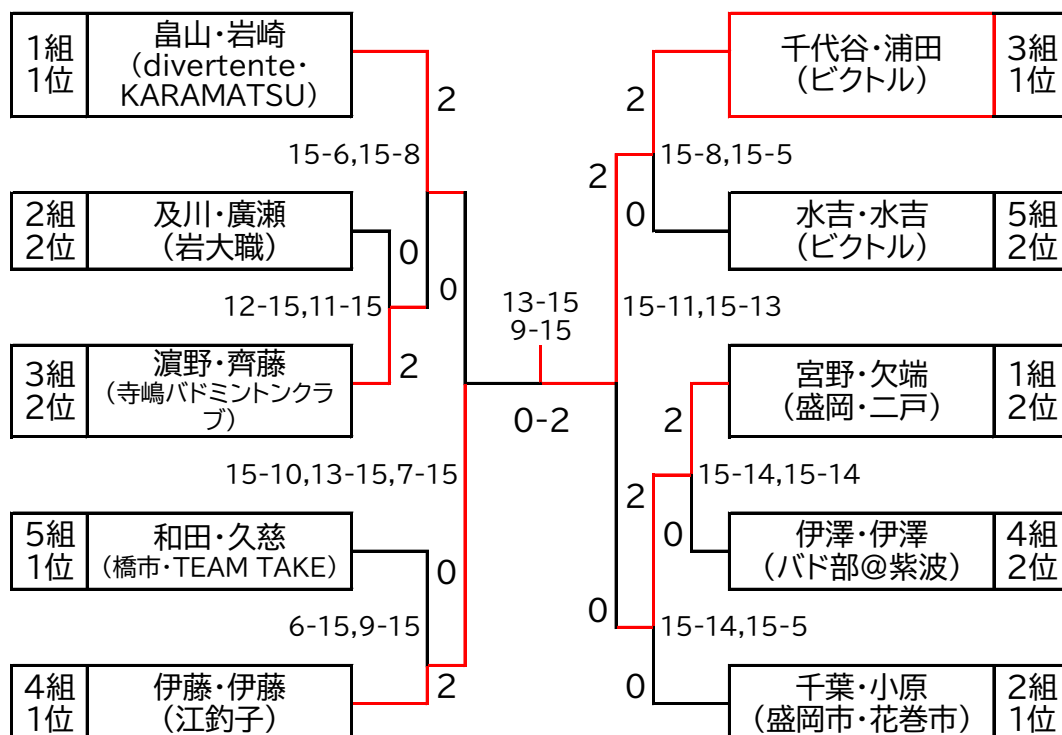 1組
1位
畠山・岩崎
(divertente・
KARAMATSU)
2
15-6,15-8
2組
2位
及川・廣瀬
(岩大職)
0
0
12-15,11-15
3組
2位
濵野・齊藤
(寺嶋バドミントンクラ
ブ)
2
15-10,13-15,7-15
5組
1位
和田・久慈
(橋市・TEAM TAKE)
0
6-15,9-15
4組
1位
伊藤・伊藤
(江釣子)
2
13-15
9-15
0-2
千代谷・浦田
(ビクトル)
3組
1位
2
15-8,15-5
2
0
水吉・水吉
(ビクトル)
5組
2位
15-11,15-13
宮野・欠端
(盛岡・二戸)
1組
2位
2
15-14,15-14
2
0
伊澤・伊澤
(バド部@紫波)
4組
2位
0
15-14,15-5
0
千葉・小原
(盛岡市・花巻市)
2組
1位